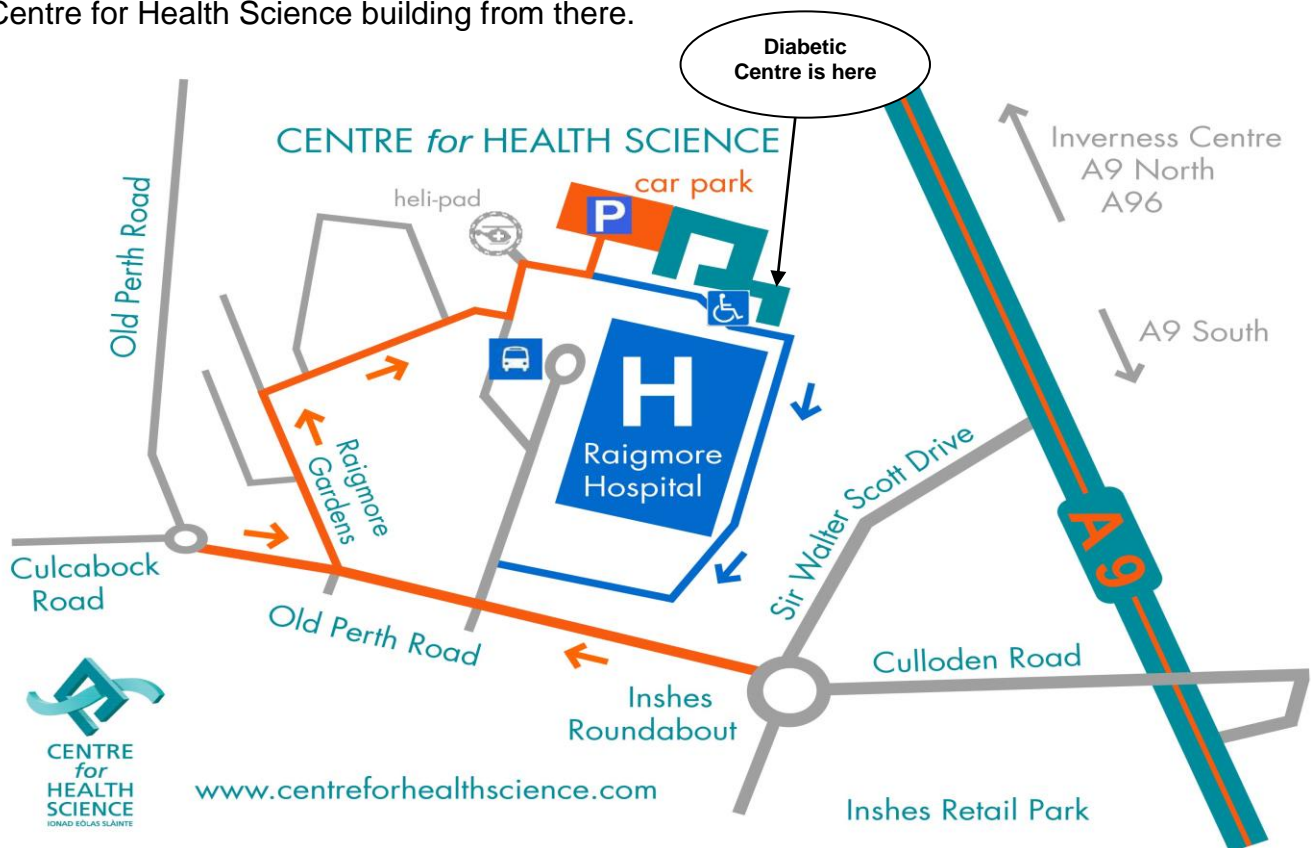 Centre for Health Science building from there.
Diabetic
Centre is here
CENTRE for HEALTH SCIENCE
car park
heli-pad
P
Inverness Centre
A9 North
A96
A9 South
Old Perth Road
H
Raigmore
Hospital
Raigmore
Gardens
Sir Walter Scott Drive
A9
Culcabock
Road
Old Perth Road
Culloden Road
Inshes
Roundabout
CENTRE
for
HEALTH
SCIENCE
IONAD EÒLAS SLÀINTE
www.centreforhealthscience.com
Inshes Retail Park